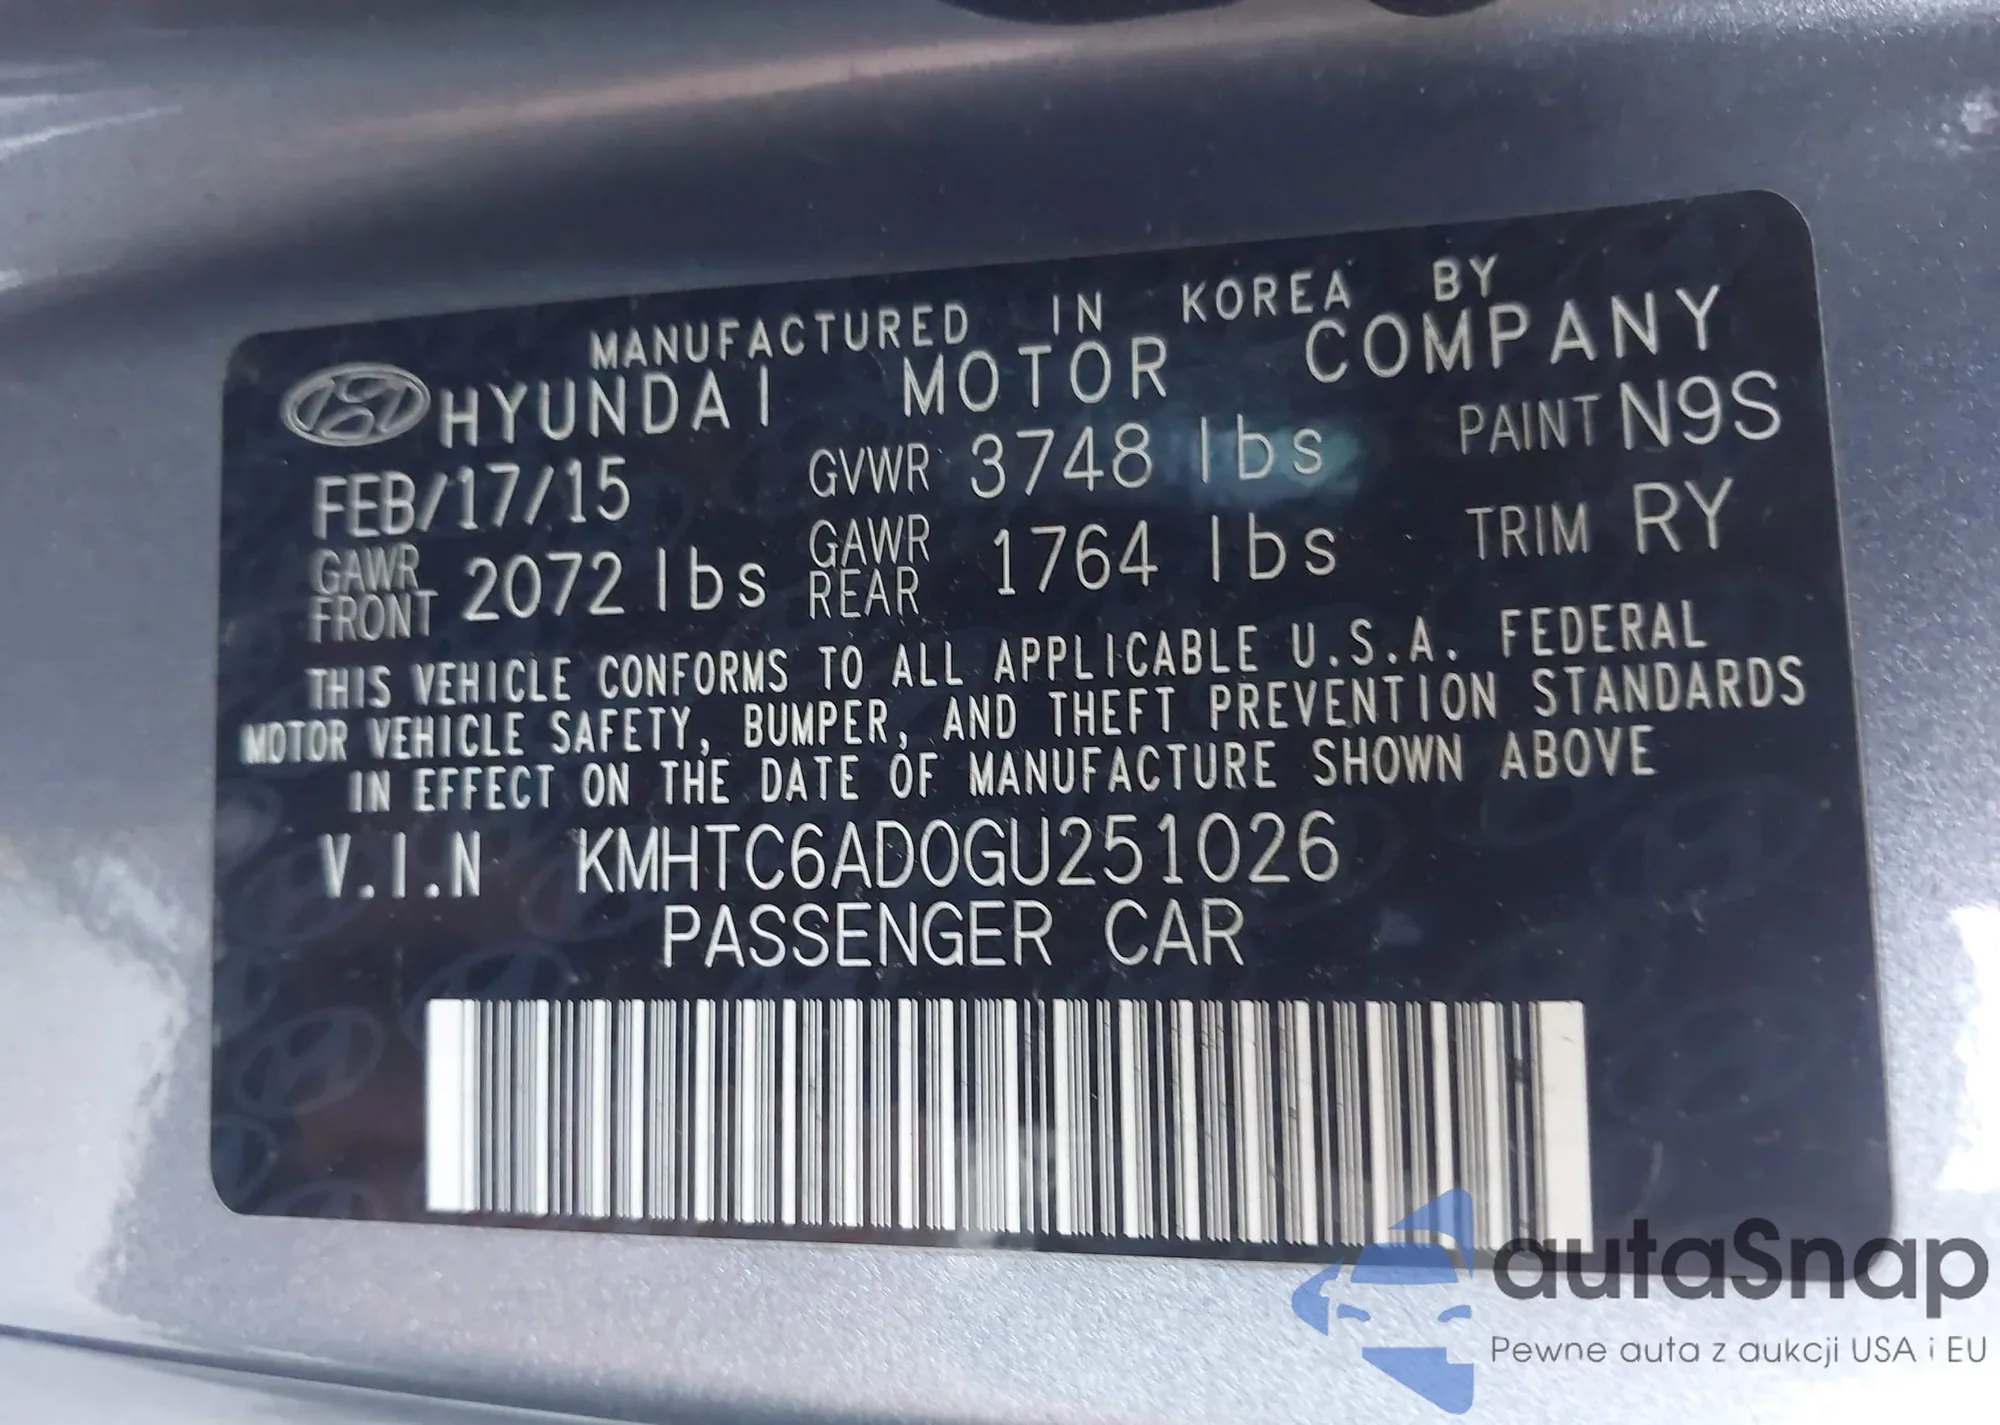 MANUFACTURED IN KOREA BY
HYUNDAI MOTOR COMPANY
FEB/17/15 GVWR 3748 lbs PAINT N9S
GAWR FRONT 2072 lbs GAWR REAR 1764 lbs TRIM RY
THIS VEHICLE CONFORMS TO ALL APPLICABLE U.S.A. FEDERAL
MOTOR VEHICLE SAFETY, BUMPER, AND THEFT PREVENTION STANDARDS
IN EFFECT ON THE DATE OF MANUFACTURE SHOWN ABOVE
V.I.N KMHTC6AD0GU251026
PASSENGER CAR
autaSnap
Pewne auta z aukcji USA i EU